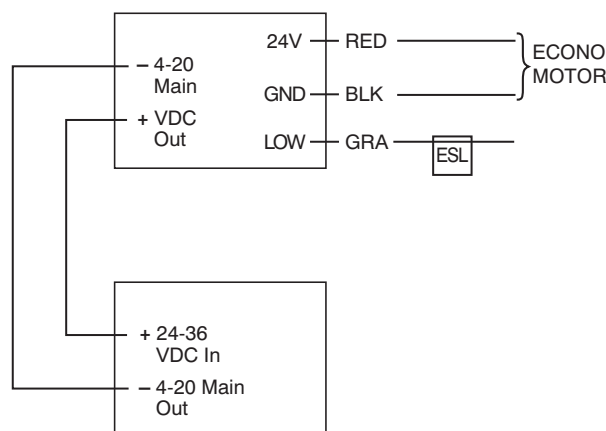 24V RED
ECONO
MOTOR
– 4-20
Main
GND BLK
+ VDC
Out
LOW GRA
ESL
+ 24-36
VDC In
– 4-20 Main
Out